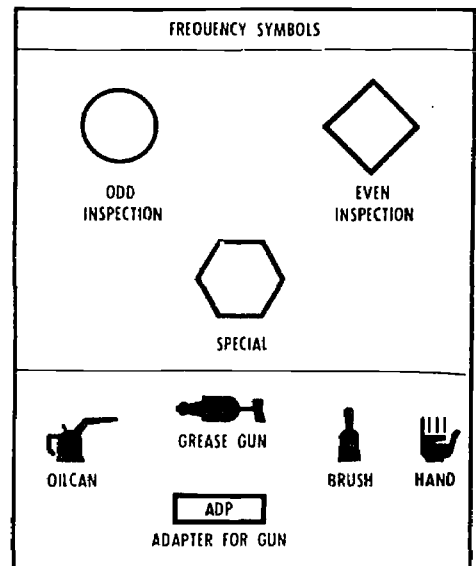 FREQUENCY SYMBOLS
ODD
INSPECTION
EVEN
INSPECTION
SPECIAL
OILCAN
GREASE GUN
BRUSH
HAND
ADP
ADAPTER FOR GUN